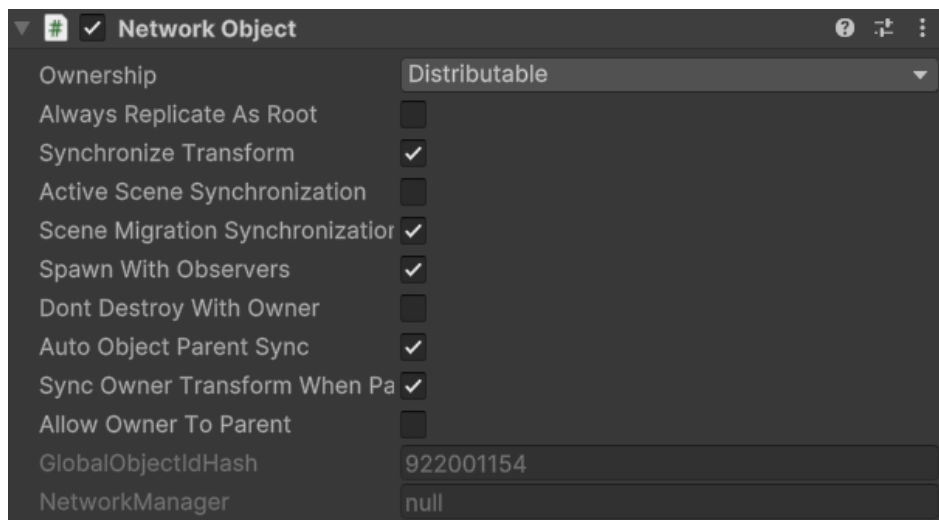 Network Object
Ownership Distributable
Always Replicate As Root
Synchronize Transform
Active Scene Synchronization
Scene Migration Synchronization
Spawn With Observers
Dont Destroy With Owner
Auto Object Parent Sync
Sync Owner Transform When Pa
Allow Owner To Parent
GlobalObjectIdHash 922001154
NetworkManager null